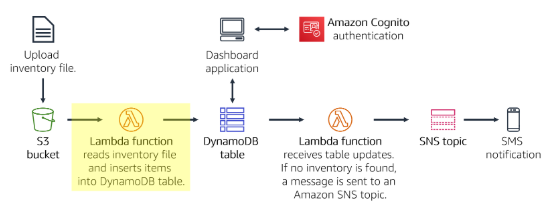 Upload
inventory file.
Dashboard
application
Amazon Cognito
authentication
S3
bucket
Lambda function
reads inventory file
and inserts items
into DynamoDB table.
DynamoDB
table
Lambda function
receives table updates.
If no inventory is found,
a message is sent to an
Amazon SNS topic.
SNS topic
SMS
notification